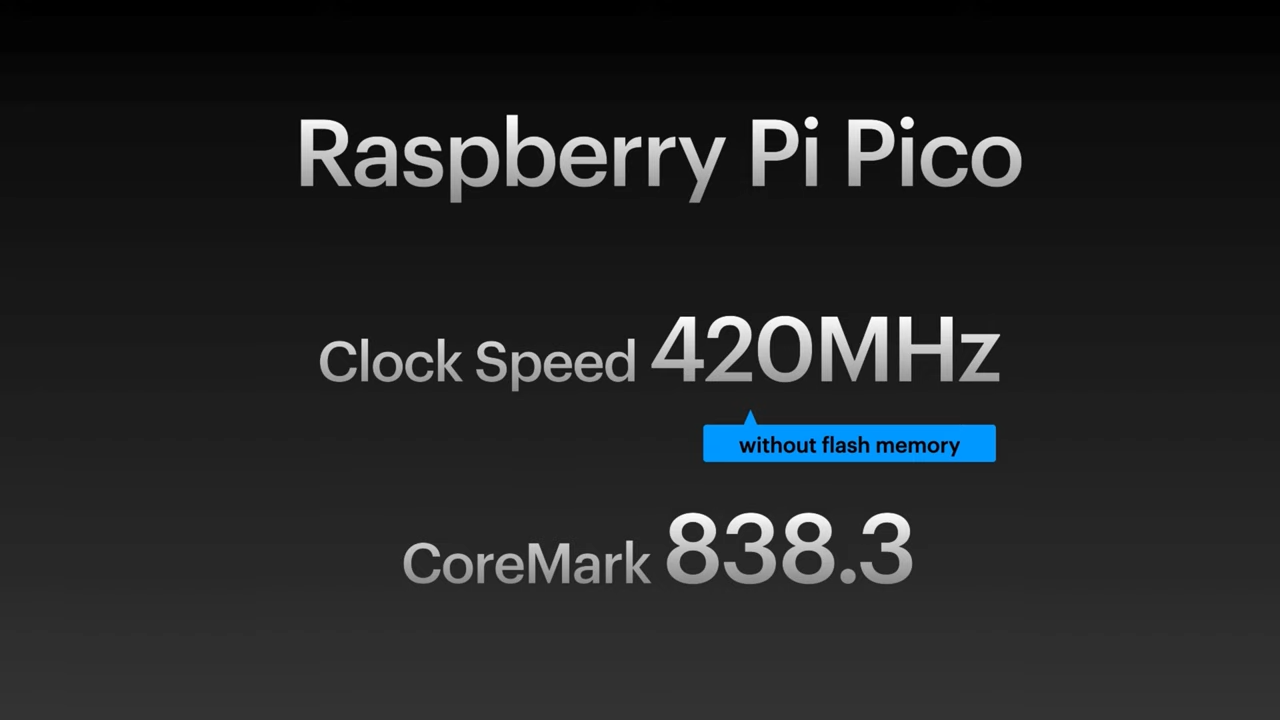 Raspberry Pi Pico
Clock Speed 420MHz
without flash memory
CoreMark 838.3